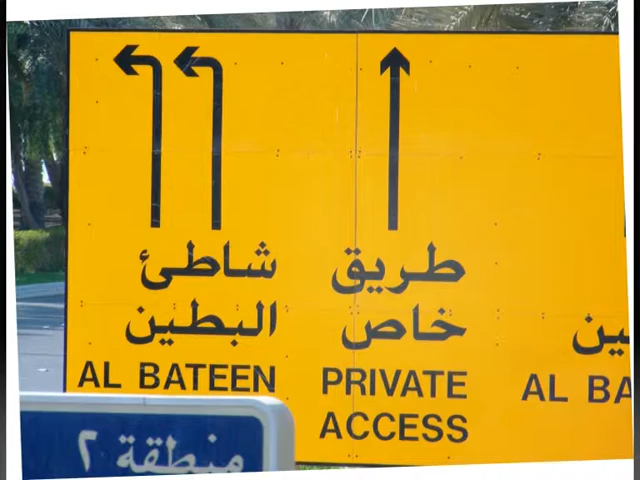 شاطئ
البطين
AL BATEEN
طريق
خاص
PRIVATE
ACCESS
AL BA
منطقة ٢